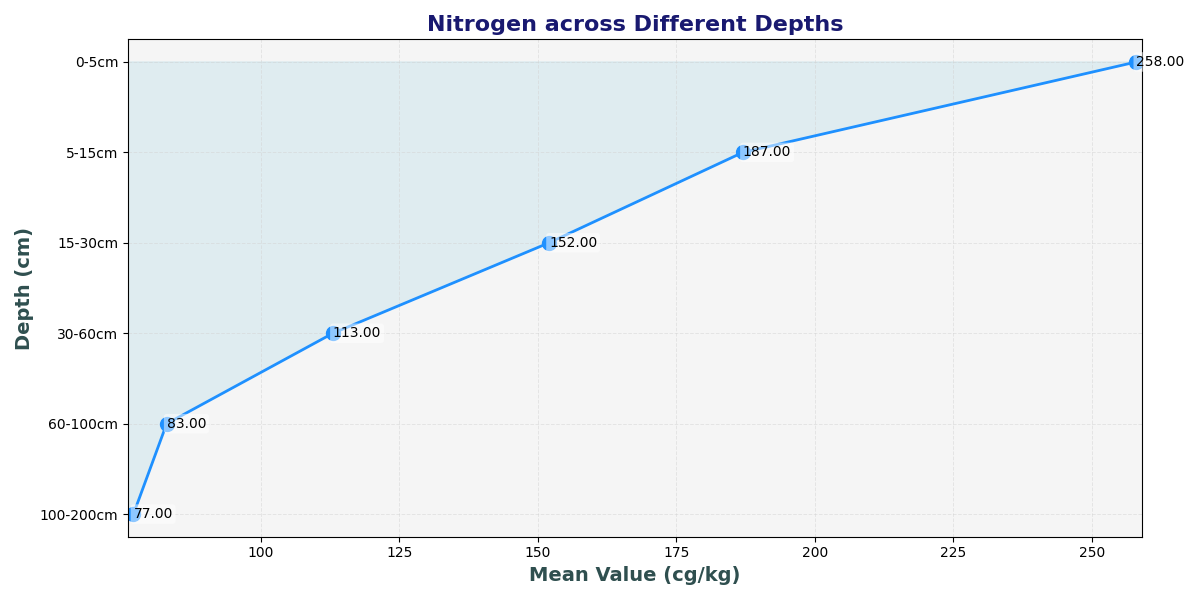 Nitrogen across Different Depths
Depth (cm)
0-5cm
258.00
5-15cm
187.00
15-30cm
152.00
30-60cm
113.00
60-100cm
83.00
100-200cm
77.00
100 125 150 175 200 225 250
Mean Value (cg/kg)